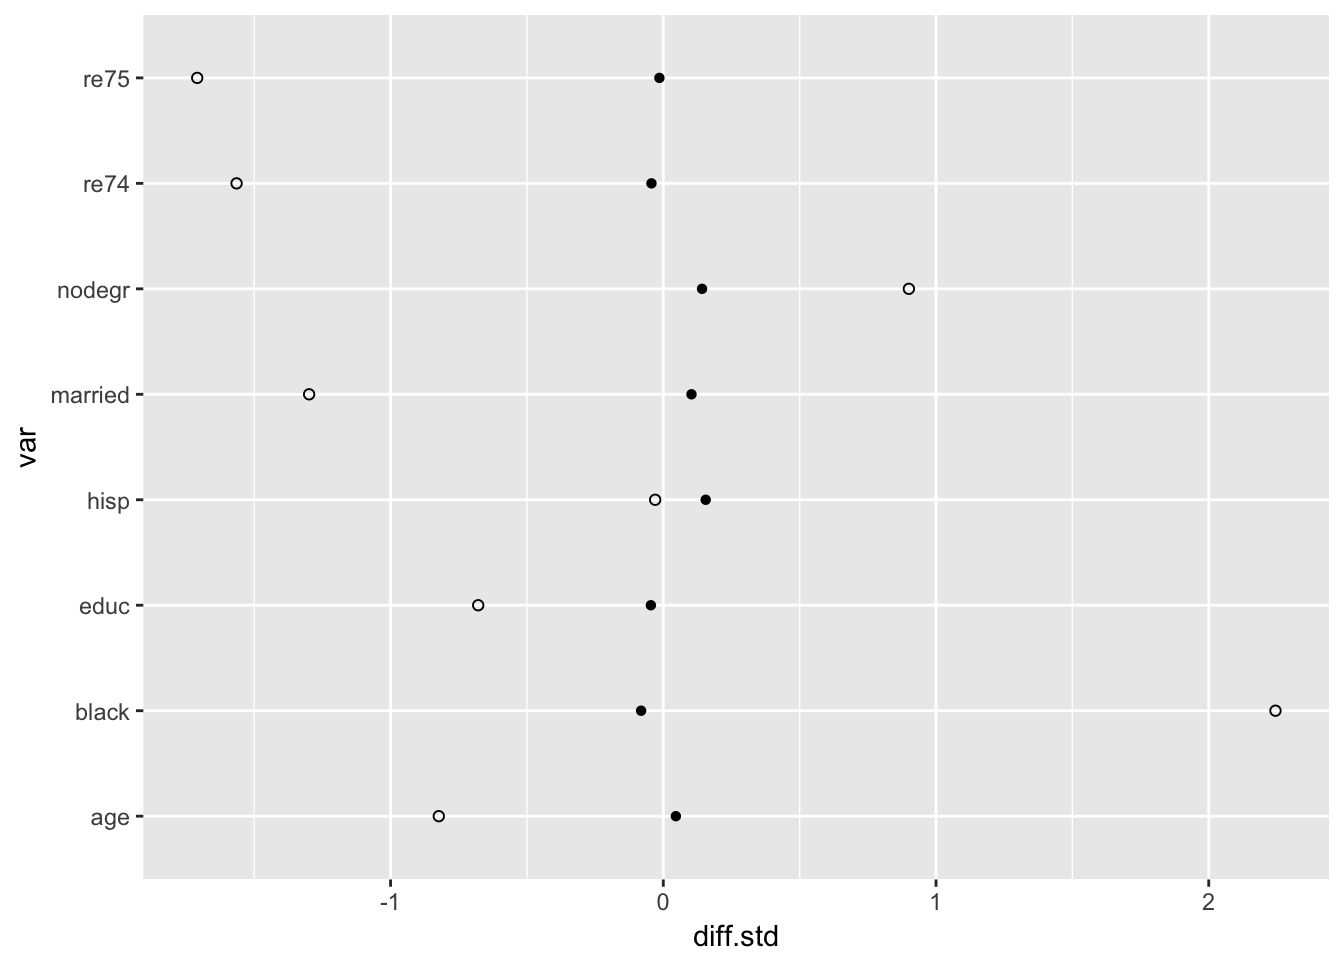 re75
re74
nodegr
married
var
hisp
educ
black
age
-1
0
1
2
diff.std